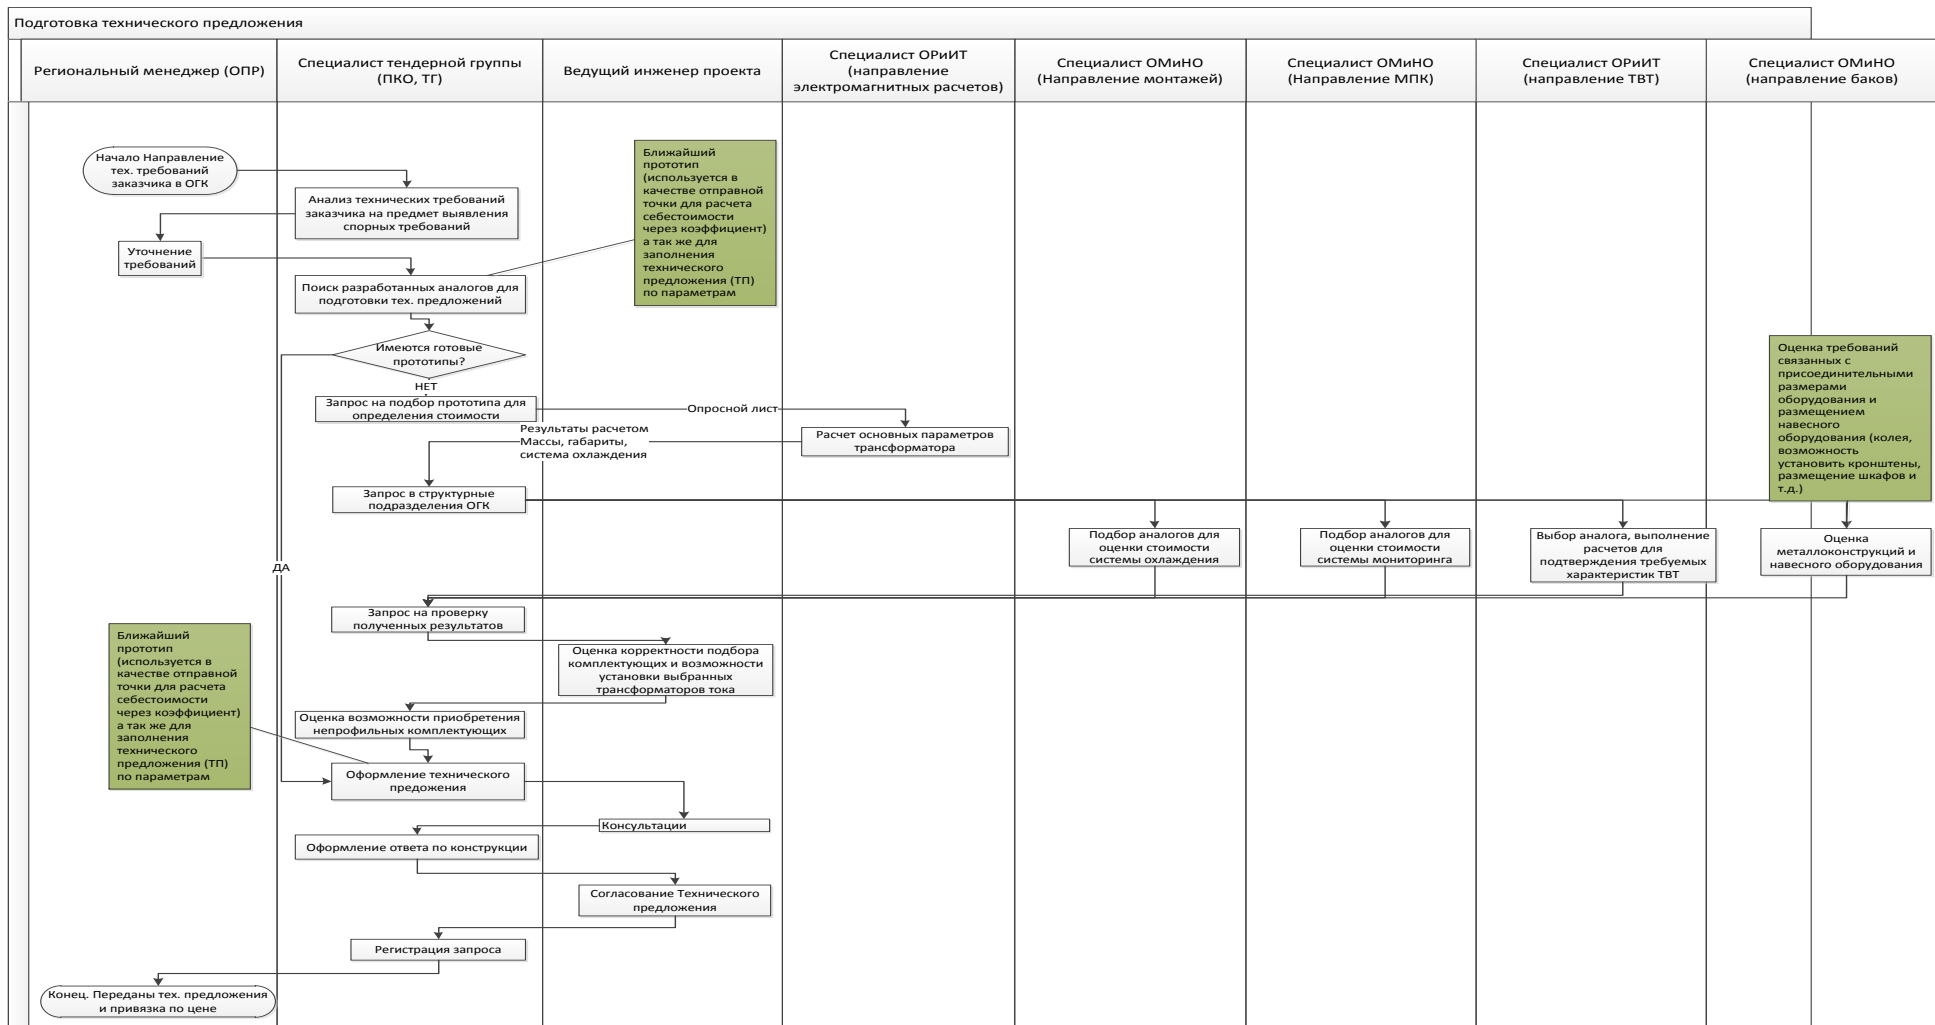 Подготовка технического предложения
Региональный менеджер (ОПР)
Специалист тендерной группы
(ПКО, ТГ)
Ведущий инженер проекта
Специалист ОРиИТ
(направление
электромагнитных расчетов)
Специалист ОМиНО
(Направление монтажей)
Специалист ОМиНО
(Направление МПК)
Специалист ОРиИТ
(направление ТВТ)
Специалист ОМиНО
(направление баков)
Начало Направление
тех. требований
заказчика в ОГК
Анализ технических требований
заказчика на предмет выявления
спорных требований
Уточнение
требований
Поиск разработанных аналогов для
подготовки тех. предложений
Ближайший
прототип
(используется в
качестве отправной
точки для расчета
себестоимости
через коэффициент)
а так же для
заполнения
технического
предложения (ТП)
по параметрам
Имеются готовые
прототипы?
НЕТ
Запрос на подбор прототипа для
определения стоимости
Опросной лист
Расчет основных параметров
трансформатора
Результаты расчетом
Массы, габариты,
система охлаждения
Оценка требований
связанных с
присоединительными
размерами
оборудования и
размещением
навесного
оборудования (колея,
возможность
установить кронштены,
размещение шкафов и
т.д.)
Запрос в структурные
подразделения ОГК
Подбор аналогов для
оценки стоимости
системы охлаждения
Подбор аналогов для
оценки стоимости
системы мониторинга
Выбор аналога, выполнение
расчетов для
подтверждения требуемых
характеристик ТВТ
Оценка
металлоконструкций и
навесного оборудования
ДА
Запрос на проверку
полученных результатов
Оценка корректности подбора
комплектующих и возможности
установки выбранных
трансформаторов тока
Ближайший
прототип
(используется в
качестве отправной
точки для расчета
себестоимости
через коэффициент)
а так же для
заполнения
технического
предложения (ТП)
по параметрам
Оценка возможности приобретения
непрофильных комплектующих
Оформление технического
предожения
Консультации
Оформление ответа по конструкции
Согласование Технического
предложения
Регистрация запроса
Конец. Переданы тех. предложения
и привязка по цене